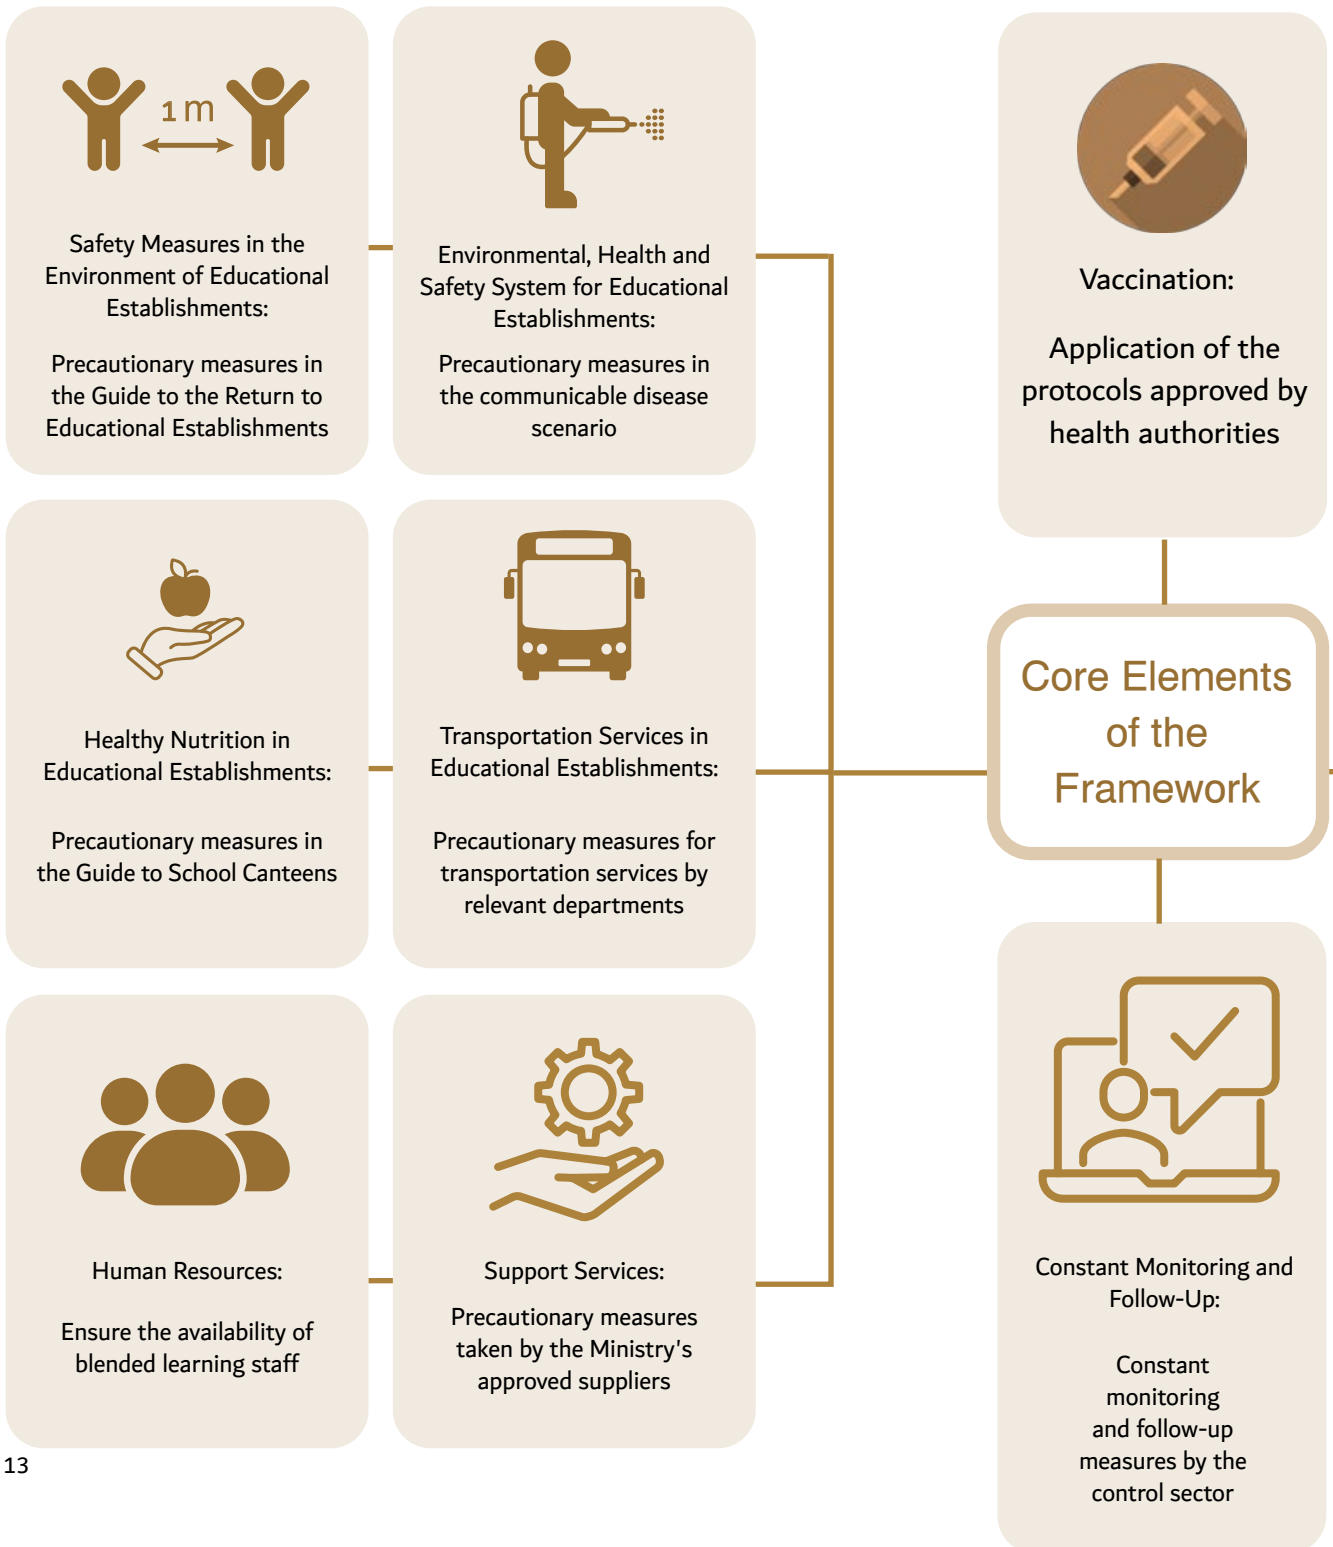 1 m
Safety Measures in the
Environment of Educational
Establishments:
Precautionary measures in
the Guide to the Return to
Educational Establishments
Environmental, Health and
Safety System for Educational
Establishments:
Precautionary measures in
the communicable disease
scenario
Vaccination:
Application of the
protocols approved by
health authorities
Healthy Nutrition in
Educational Establishments:
Precautionary measures in
the Guide to School Canteens
Transportation Services in
Educational Establishments:
Precautionary measures for
transportation services by
relevant departments
Core Elements
of the
Framework
Human Resources:
Ensure the availability of
blended learning staff
Support Services:
Precautionary measures
taken by the Ministry's
approved suppliers
Constant Monitoring and
Follow-Up:
Constant
monitoring
and follow-up
measures by the
control sector
13